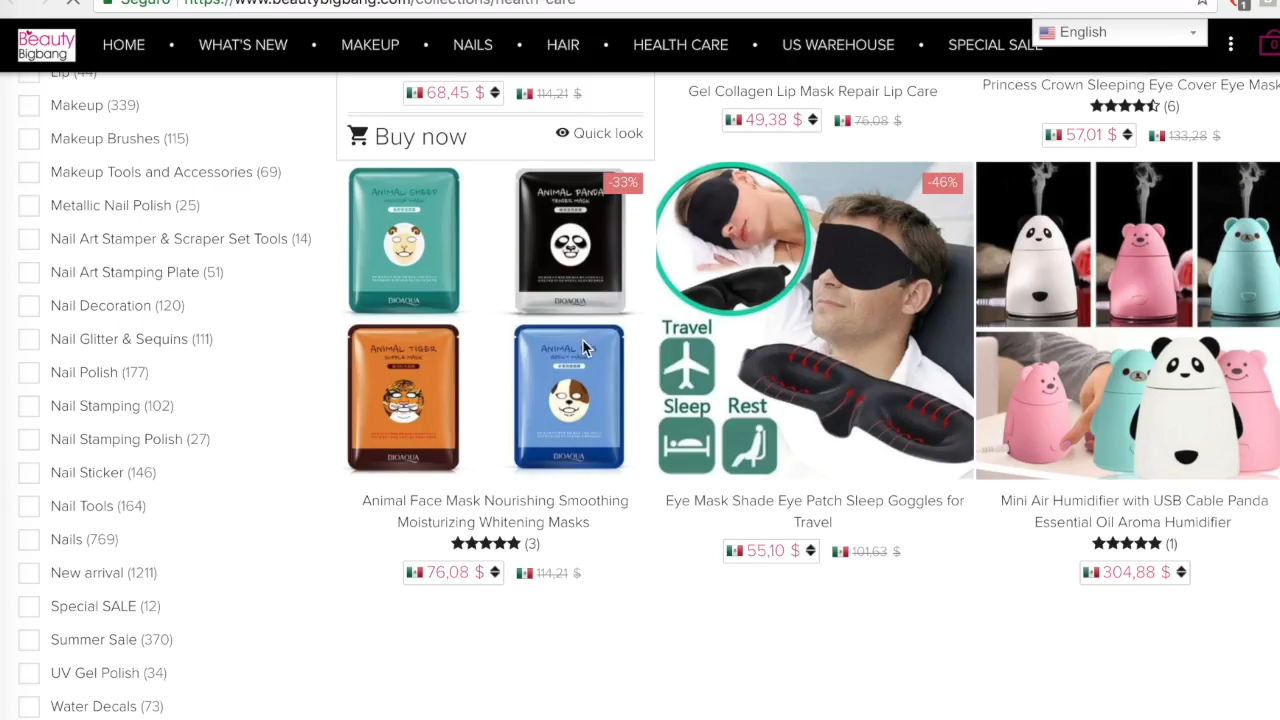 Seguro
https://www.beautybigbang.com/collections/health-care
1
Beauty
Bigbang
HOME • WHAT'S NEW • MAKEUP • NAILS • HAIR • HEALTH CARE • US WAREHOUSE • SPECIAL SALE
English
0
Lip (44)
Makeup (339)
Makeup Brushes (115)
Makeup Tools and Accessories (69)
Metallic Nail Polish (25)
Nail Art Stamper & Scraper Set Tools (14)
Nail Art Stamping Plate (51)
Nail Decoration (120)
Nail Glitter & Sequins (111)
Nail Polish (177)
Nail Stamping (102)
Nail Stamping Polish (27)
Nail Sticker (146)
Nail Tools (164)
Nails (769)
New arrival (1211)
Special SALE (12)
Summer Sale (370)
UV Gel Polish (34)
Water Decals (73)
68,45 $ 114,21 $
Buy now Quick look
Gel Collagen Lip Mask Repair Lip Care
49,38 $ 76,08 $
Princess Crown Sleeping Eye Cover Eye Mask
(6)
57,01 $ 133,28 $
-33%
ANIMAL SHEEP
BIOAQUA
ANIMAL PANDA
TENDER MASK
BIOAQUA
ANIMAL TIGER
SUPPLE MASK
BIOAQUA
ANIMAL
BIOAQUA
Animal Face Mask Nourishing Smoothing
Moisturizing Whitening Masks
(3)
76,08 $ 114,21 $
-46%
Travel
Sleep Rest
Eye Mask Shade Eye Patch Sleep Goggles for
Travel
55,10 $ 101,63 $
Mini Air Humidifier with USB Cable Panda
Essential Oil Aroma Humidifier
(1)
304,88 $